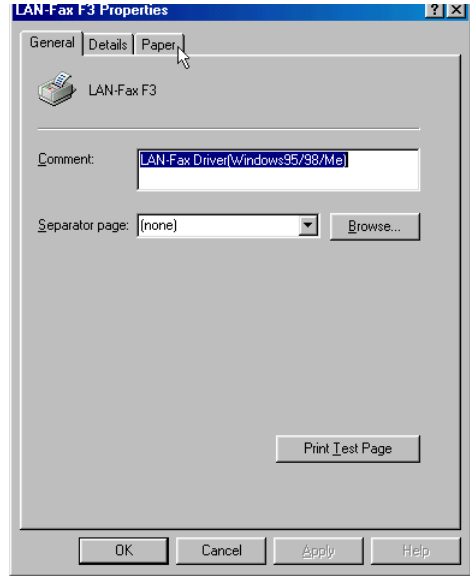 LAN-Fax F3 Properties
General Details Paper
LAN-Fax F3
Comment: LAN-Fax Driver(Windows95/98/Me)
Separator page: (none) Browse...
Print Test Page
OK Cancel Apply Help